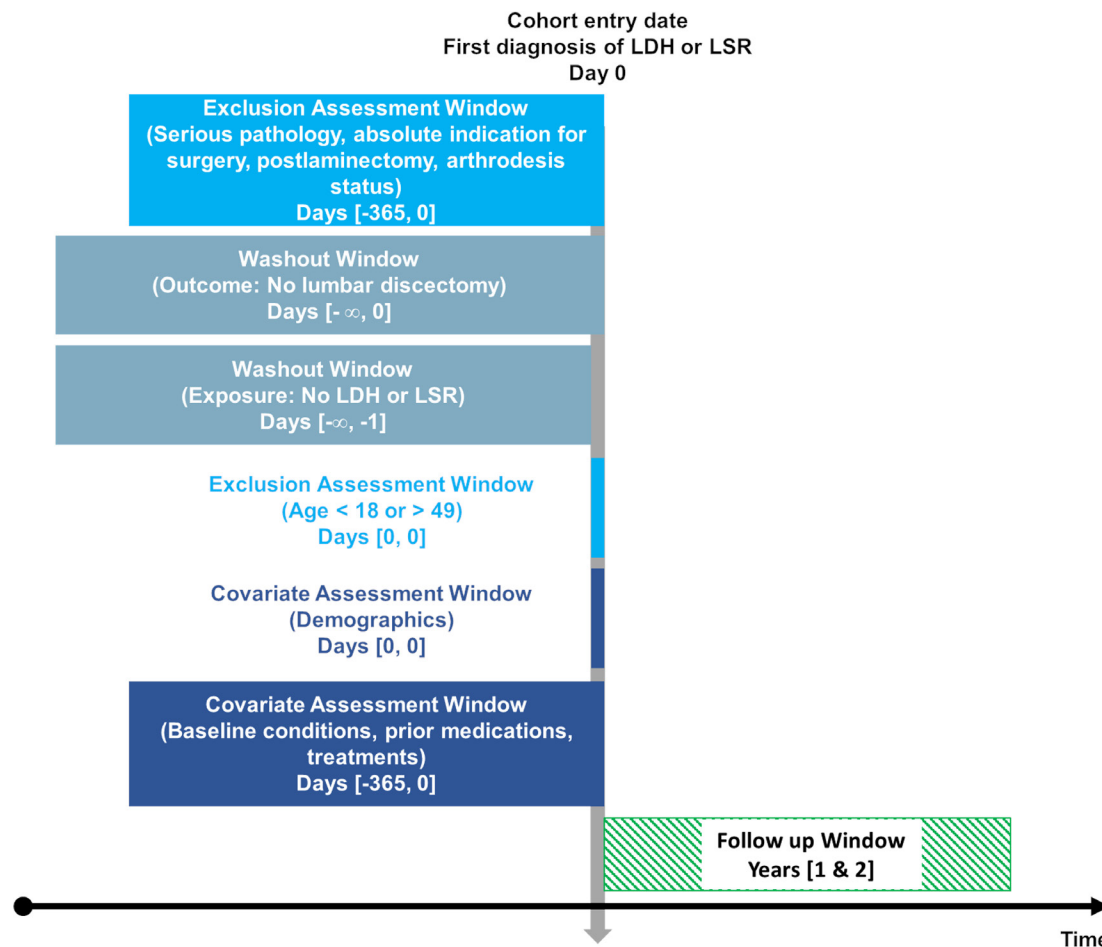 Cohort entry date
First diagnosis of LDH or LSR
Day 0
Exclusion Assessment Window
(Serious pathology, absolute indication for
surgery, postlaminectomy, arthrodesis
status)
Days [-365, 0]
Washout Window
(Outcome: No lumbar discectomy)
Days [- ∞, 0]
Washout Window
(Exposure: No LDH or LSR)
Days [-∞, -1]
Exclusion Assessment Window
(Age < 18 or > 49)
Days [0, 0]
Covariate Assessment Window
(Demographics)
Days [0, 0]
Covariate Assessment Window
(Baseline conditions, prior medications,
treatments)
Days [-365, 0]
Follow up Window
Years [1 & 2]
Time